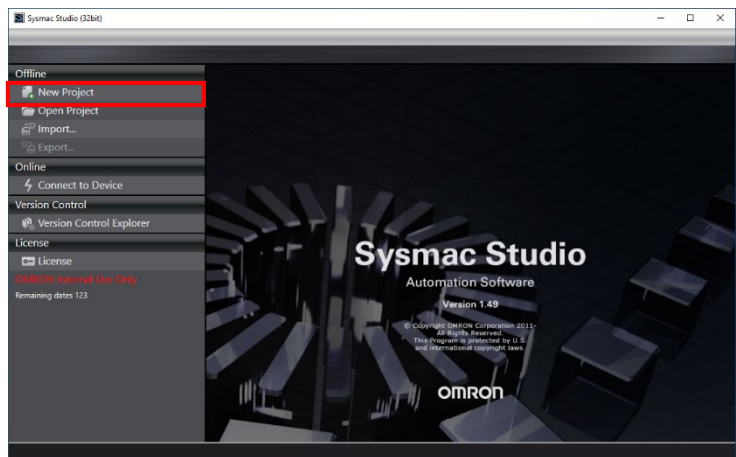 Sysmac Studio (32bit)
Offline
New Project
Open Project
Import...
Export...
Online
Connect to Device
Version Control
Version Control Explorer
License
License
OMRON Internal Use Only
Remaining dates 123
Sysmac Studio
Automation Software
Version 1.49
© Copyright OMRON Corporation 2011-
All Rights Reserved.
This Program is protected by U.S.
and international copyright laws.
OMRON